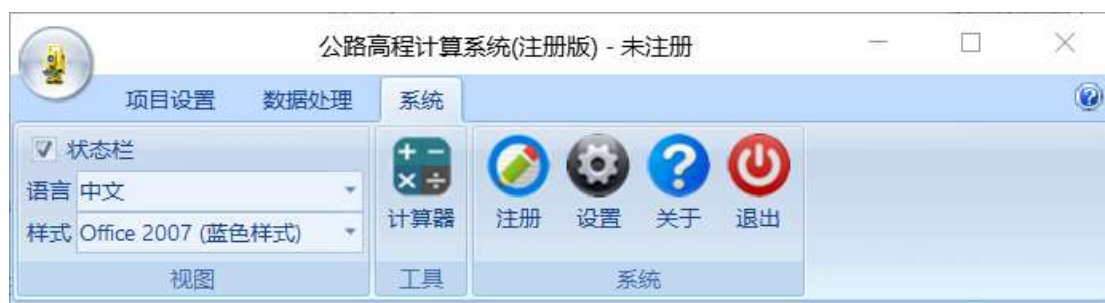 公路高程计算系统(注册版) - 未注册
项目设置 数据处理 系统
状态栏
语言 中文
样式 Office 2007 (蓝色样式)
视图
计算器
工具
注册 设置 关于 退出
系统